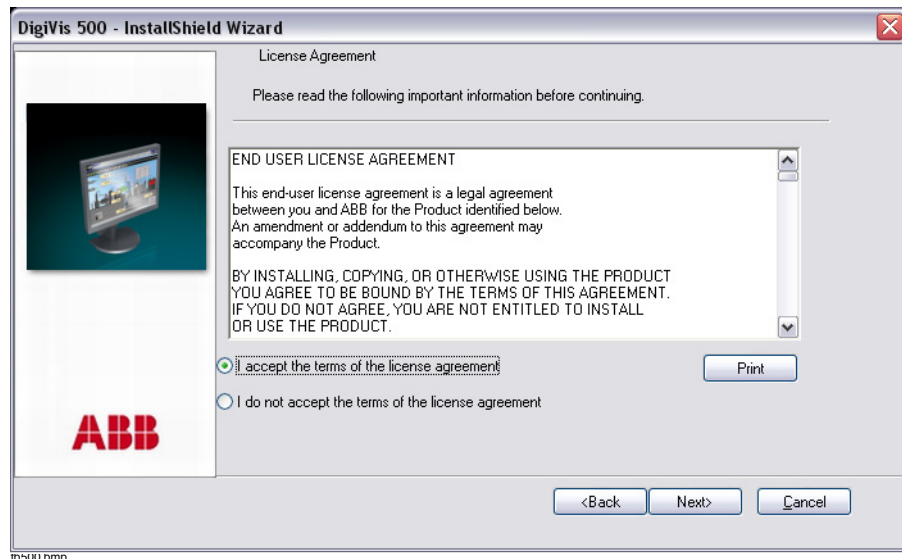 DigiVis 500 - InstallShield Wizard
License Agreement
Please read the following important information before continuing.
END USER LICENSE AGREEMENT
This end-user license agreement is a legal agreement
between you and ABB for the Product identified below.
An amendment or addendum to this agreement may
accompany the Product.
BY INSTALLING, COPYING, OR OTHERWISE USING THE PRODUCT
YOU AGREE TO BE BOUND BY THE TERMS OF THIS AGREEMENT.
IF YOU DO NOT AGREE, YOU ARE NOT ENTITLED TO INSTALL
OR USE THE PRODUCT.
I accept the terms of the license agreement
Print
I do not accept the terms of the license agreement
ABB
<Back Next> Cancel